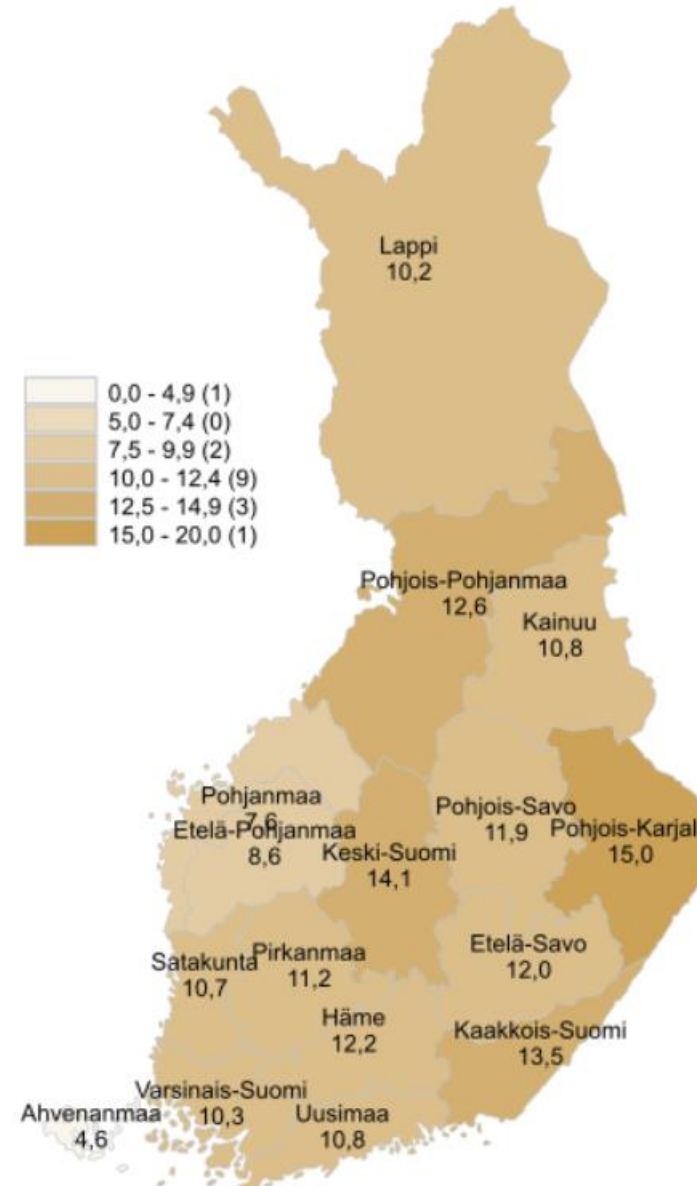 Lappi
10,2
0,0 - 4,9 (1)
5,0 - 7,4 (0)
7,5 - 9,9 (2)
10,0 - 12,4 (9)
12,5 - 14,9 (3)
15,0 - 20,0 (1)
Pohjois-Pohjanmaa
12,6
Kainuu
10,8
Pohjanmaa
7,6
Etelä-Pohjanmaa
8,6
Keski-Suomi
14,1
Pohjois-Savo
11,9
Pohjois-Karjal
15,0
Satakunta
10,7
Pirkanmaa
11,2
Etelä-Savo
12,0
Häme
12,2
Kaakkois-Suomi
13,5
Ahvenanmaa
4,6
Varsinais-Suomi
10,3
Uusimaa
10,8